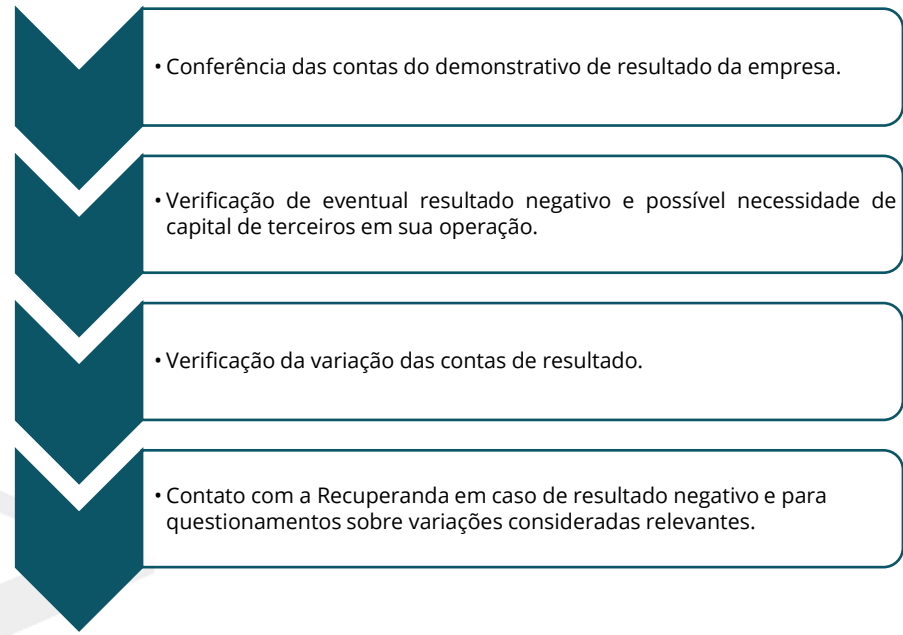 • Conferência das contas do demonstrativo de resultado da empresa.
• Verificação de eventual resultado negativo e possível necessidade de
capital de terceiros em sua operação.
• Verificação da variação das contas de resultado.
• Contato com a Recuperanda em caso de resultado negativo e para
questionamentos sobre variações consideradas relevantes.